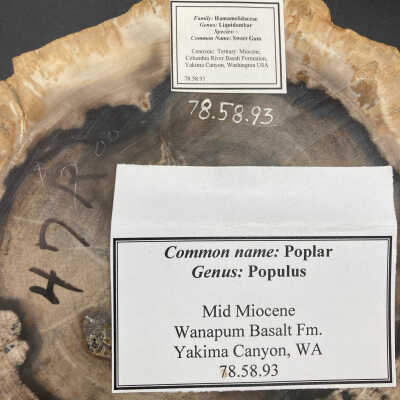 Family: Hamamelidaceae
Genus: Liquidambar
Species: -
Common Name: Sweet Gum
Cenozoic: Tertiary: Miocene,
Columbia River Basalt Formation,
Yakima Canyon, Washington USA
78.58.93
78.58.93
47A
Common name: Poplar
Genus: Populus
Mid Miocene
Wanapum Basalt Fm.
Yakima Canyon, WA
78.58.93